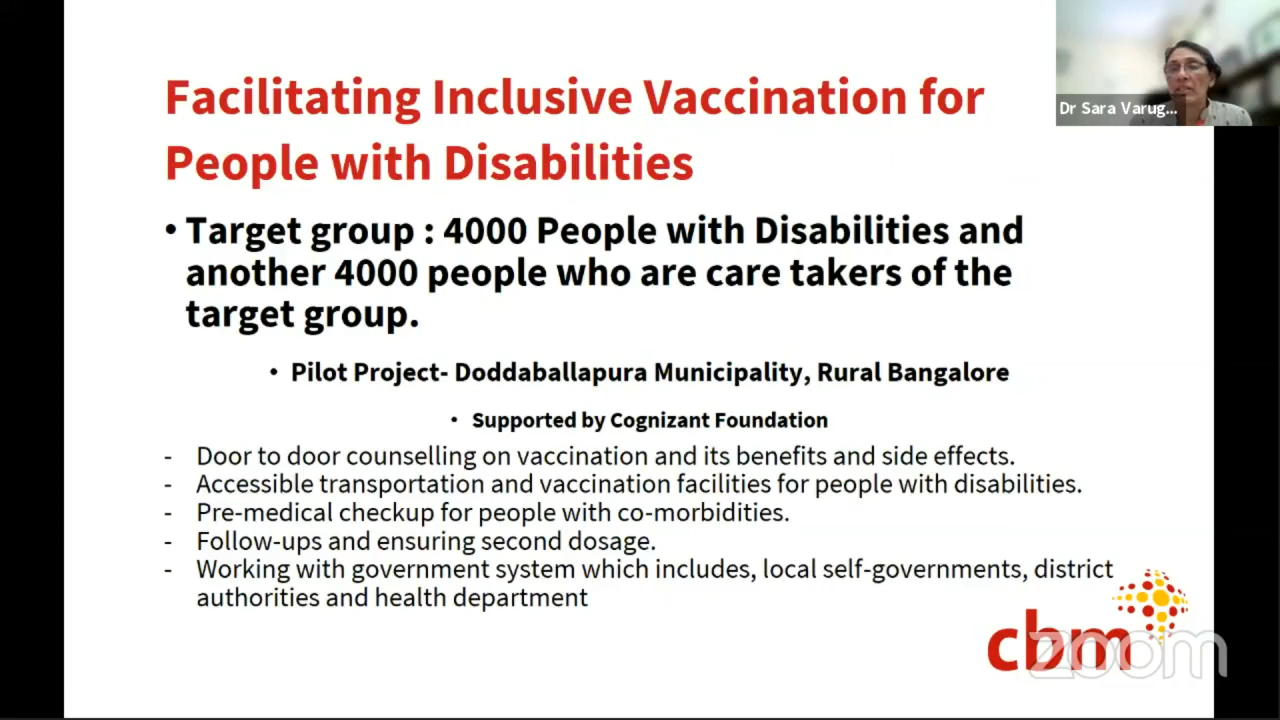 Facilitating Inclusive Vaccination for
People with Disabilities
• Target group : 4000 People with Disabilities and
another 4000 people who are care takers of the
target group.
• Pilot Project- Doddaballapura Municipality, Rural Bangalore
• Supported by Cognizant Foundation
- Door to door counselling on vaccination and its benefits and side effects.
- Accessible transportation and vaccination facilities for people with disabilities.
- Pre-medical checkup for people with co-morbidities.
- Follow-ups and ensuring second dosage.
- Working with government system which includes, local self-governments, district
authorities and health department
Dr Sara Varug...
cbm
zoom